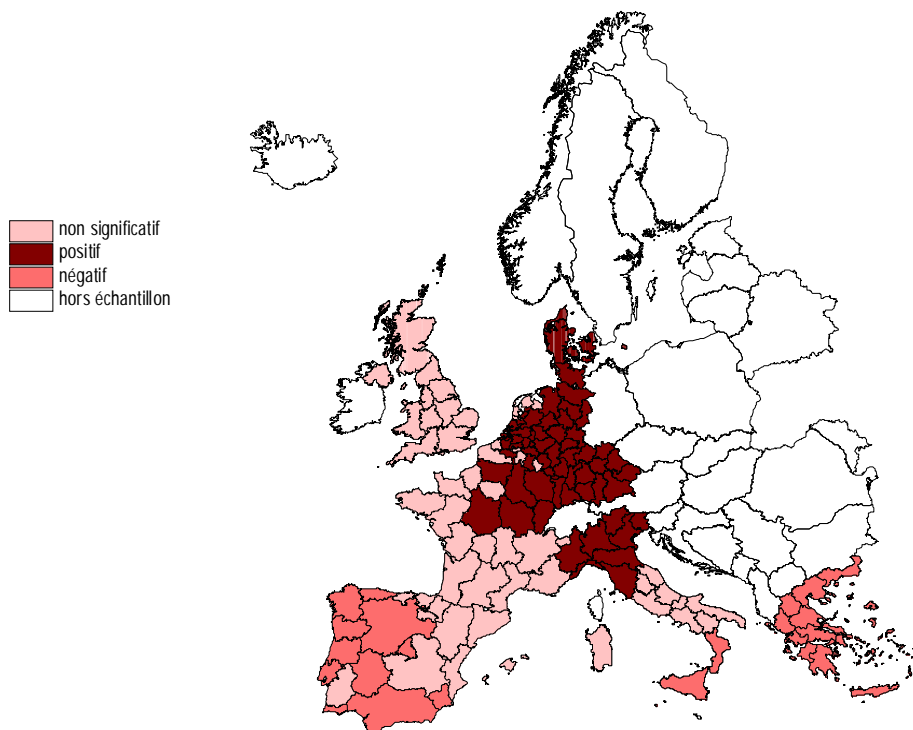 non significatif
positif
négatif
hors échantillon